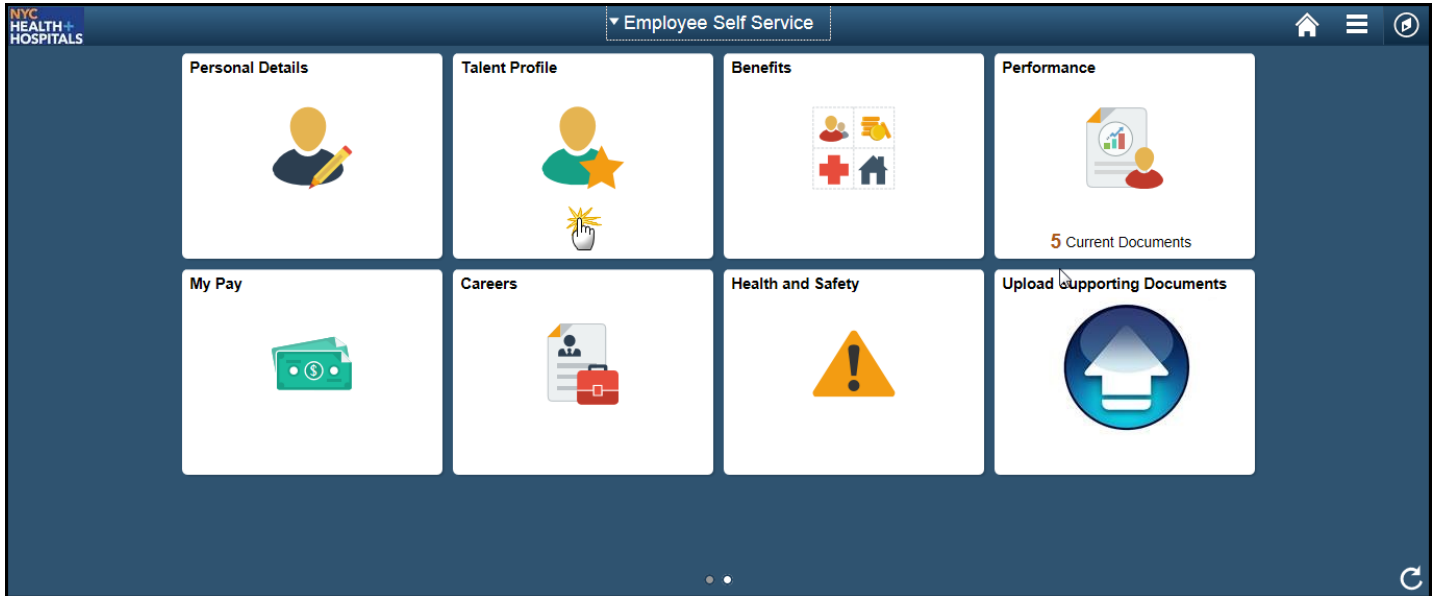 NYC
HEALTH+
HOSPITALS
Employee Self Service
Personal Details
Talent Profile
Benefits
Performance
5 Current Documents
My Pay
Careers
Health and Safety
Upload Supporting Documents